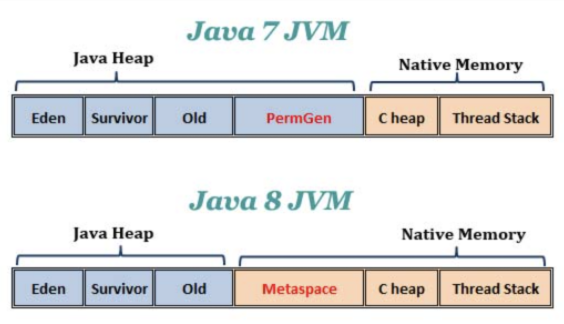 Java 7 JVM
Java Heap
Native Memory
Eden Survivor Old PermGen C heap Thread Stack
Java 8 JVM
Java Heap
Native Memory
Eden Survivor Old Metaspace C heap Thread Stack